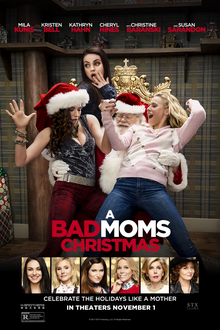 MILA KUNIS KRISTEN BELL KATHRYN HAHN CHERYL HINES AND CHRISTINE BARANSKI AND SUSAN SARANDON
A
BAD MOMS
CHRISTMAS
CELEBRATE THE HOLIDAYS LIKE A MOTHER
IN THEATERS NOVEMBER 1
R
STX